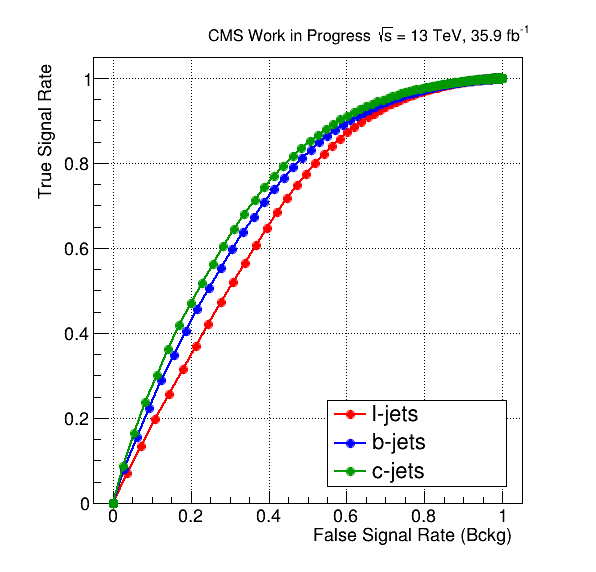 CMS Work in Progress √s = 13 TeV, 35.9 fb⁻¹
True Signal Rate
1
0.8
0.6
0.4
0.2
0
l-jets
b-jets
c-jets
0 0.2 0.4 0.6 0.8 1
False Signal Rate (Bckg)